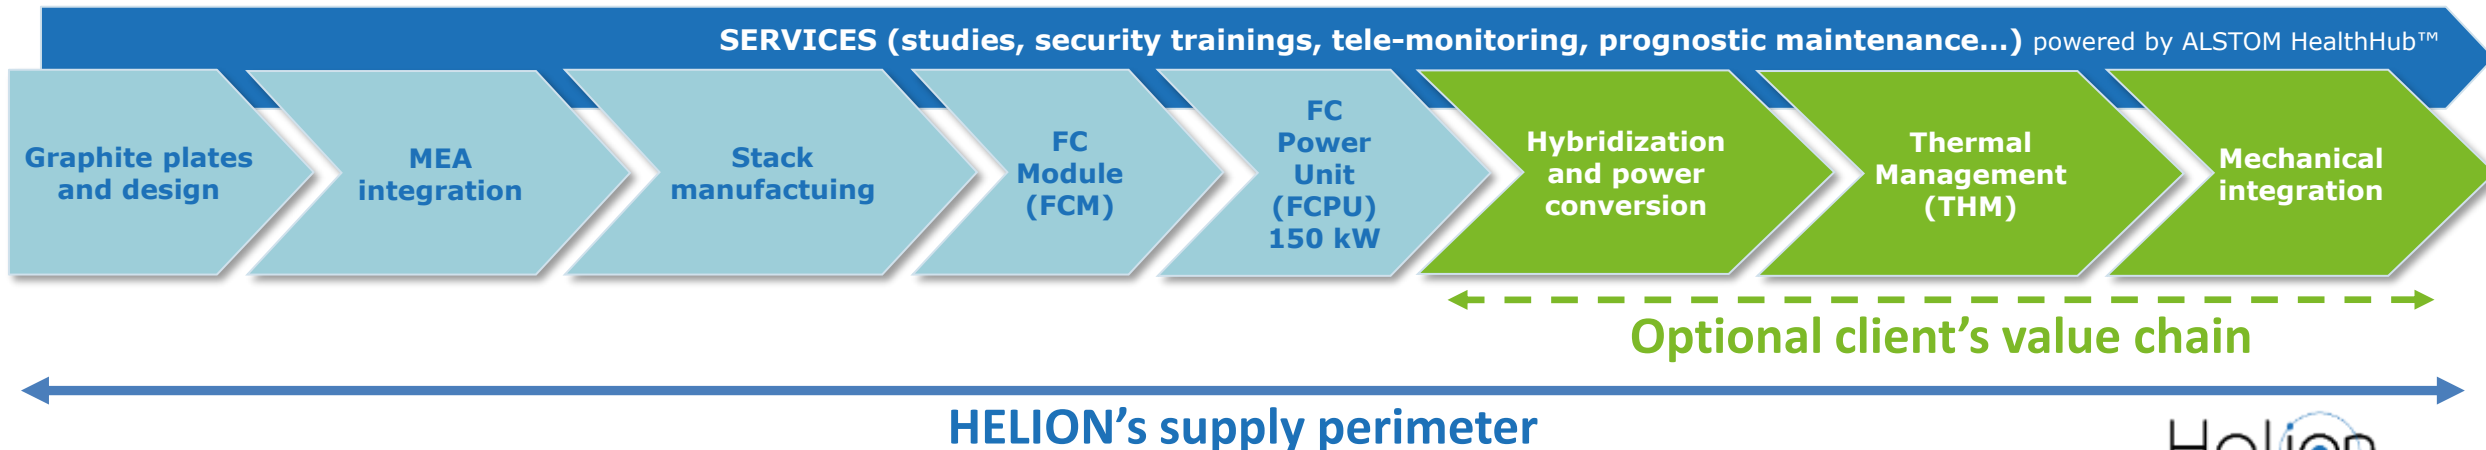 SERVICES (studies, security trainings, tele-monitoring, prognostic maintenance...) powered by ALSTOM HealthHub™
Graphite plates
and design
MEA
integration
Stack
manufactuing
FC
Module
(FCM)
FC
Power
Unit
(FCPU)
150 kW
Hybridization
and power
conversion
Thermal
Management
(THM)
Mechanical
integration
Optional client’s value chain
HELION’s supply perimeter
Helion